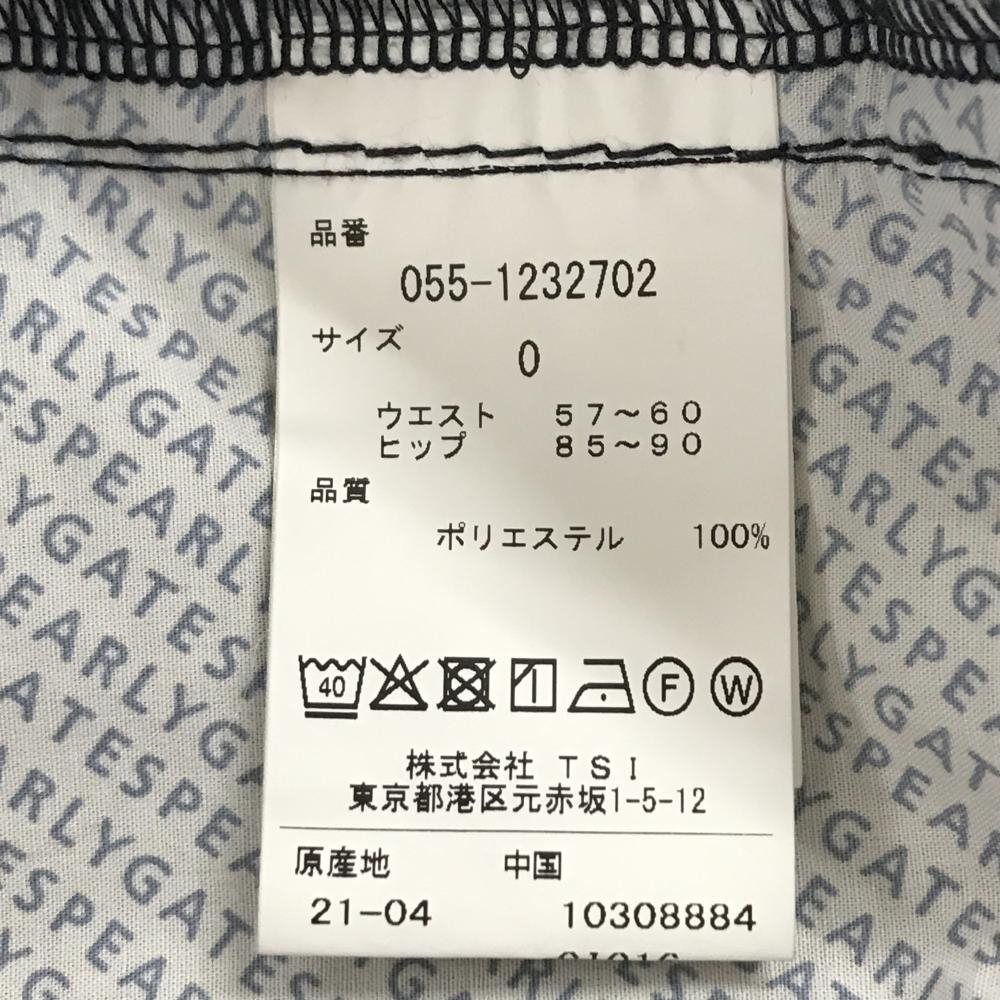 品番
055-1232702
サイズ
0
ウエスト 57~60
ヒップ 85~90
品質
ポリエステル 100%
40
F
W
株式会社 TSI
東京都港区元赤坂1-5-12
原産地 中国
21-04 10308884
PEARLYGATES